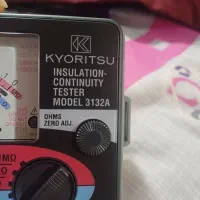 KYORITSU
INSULATION-
CONTINUITY
TESTER
MODEL 3132A
OHMS
ZERO ADJ.